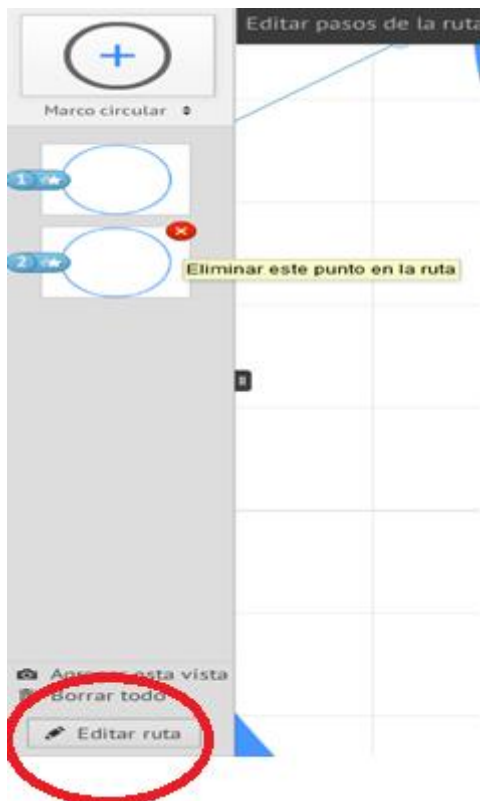 Editar pasos de la ruta
Marco circular
1
2
Eliminar este punto en la ruta
esta vista
Borrar todo
Editar ruta